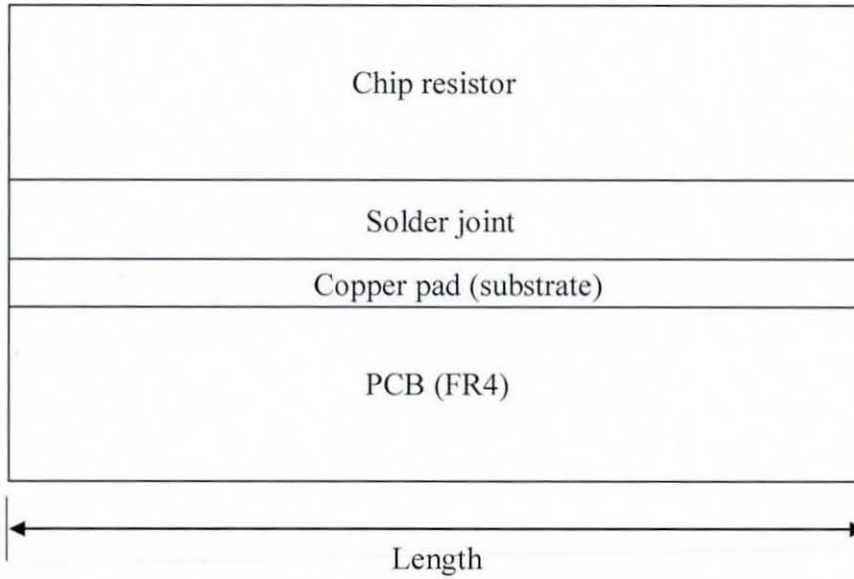 Chip resistor
Solder joint
Copper pad (substrate)
PCB (FR4)
Length